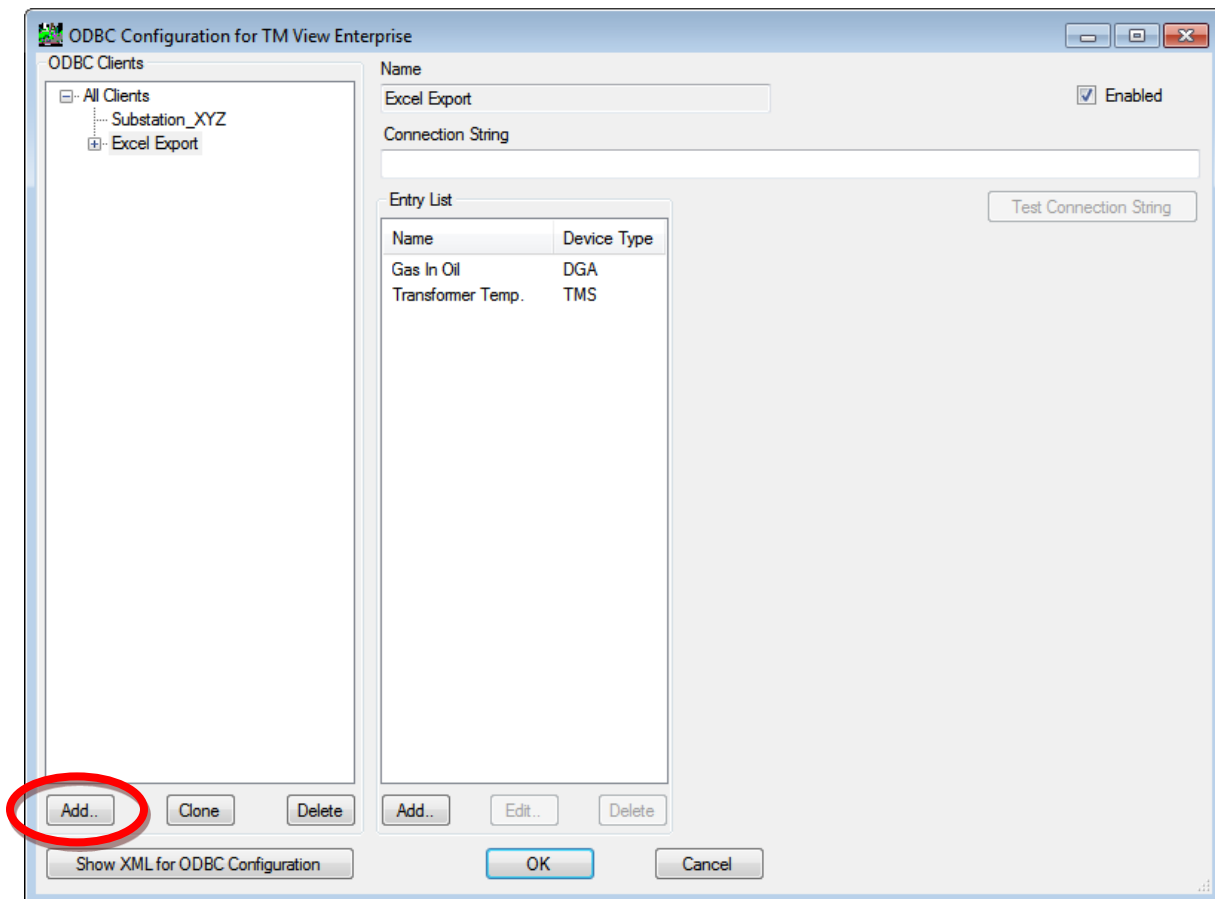 ODBC Configuration for TM View Enterprise
ODBC Clients
All Clients
Substation_XYZ
Excel Export
Name
Excel Export
Enabled
Connection String
Test Connection String
Entry List
Name Device Type
Gas In Oil DGA
Transformer Temp. TMS
Add.. Clone Delete Add.. Edit.. Delete
Show XML for ODBC Configuration OK Cancel